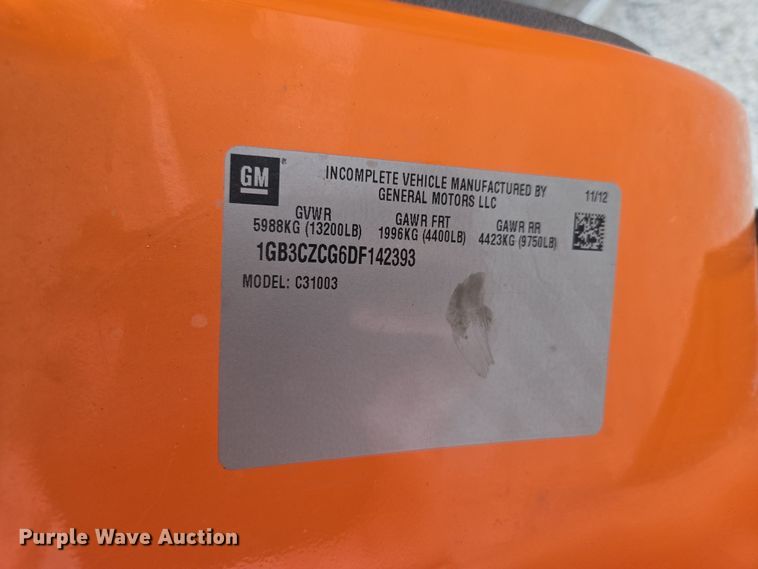 GM
INCOMPLETE VEHICLE MANUFACTURED BY
GENERAL MOTORS LLC
11/12
GVWR
5988KG (13200LB)
GAWR FRT
1996KG (4400LB)
GAWR RR
4423KG (9750LB)
1GB3CZCG6DF142393
MODEL: C31003
Purple Wave Auction